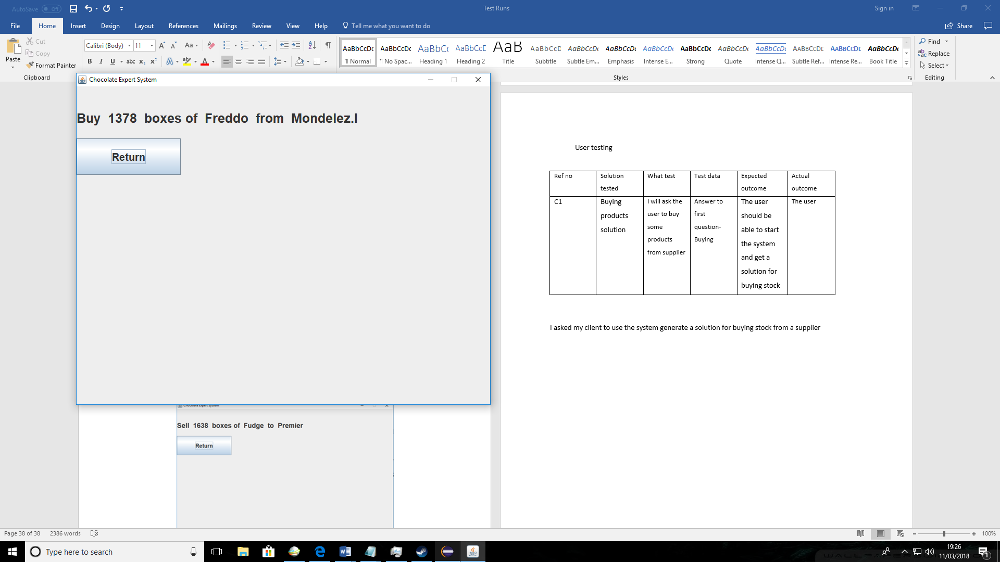 AutoSave Off
Test Runs
Sign in
File Home Insert Design Layout References Mailings Review View Help Tell me what you want to do
Share
Paste
Cut
Copy
Format Painter
Clipboard
Calibri (Body) 11
AaBbCcDc ¶ Normal
AaBbCcDc ¶ No Spac...
AaBbCc Heading 1
AaBbCcD Heading 2
AaB Title
AaBbCcD Subtitle
AaBbCcDc Subtle Em...
AaBbCcDc Emphasis
AaBbCcDc Intense E...
AaBbCcDc Strong
AaBbCcDc Quote
AaBbCcDc Intense Q...
AaBbCcDc Subtle Ref...
AaBbCcDc Intense Re...
AaBbCcDc Book Title
Styles
Find
Replace
Select
Editing
Chocolate Expert System
Buy 1378 boxes of Freddo from Mondelez.I
Return
Chocolate Expert System
Sell 1638 boxes of Fudge to Premier
Return
User testing
Ref no
Solution
tested
What test
Test data
Expected
outcome
Actual
outcome
C1
Buying
products
solution
I will ask the
user to buy
some
products
from supplier
Answer to
first
question-
Buying
The user
should be
able to start
the system
and get a
solution for
buying stock
The user
I asked my client to use the system generate a solution for buying stock from a supplier
Page 38 of 38 2386 words
100%
Type here to search
19:26
11/03/2018
1